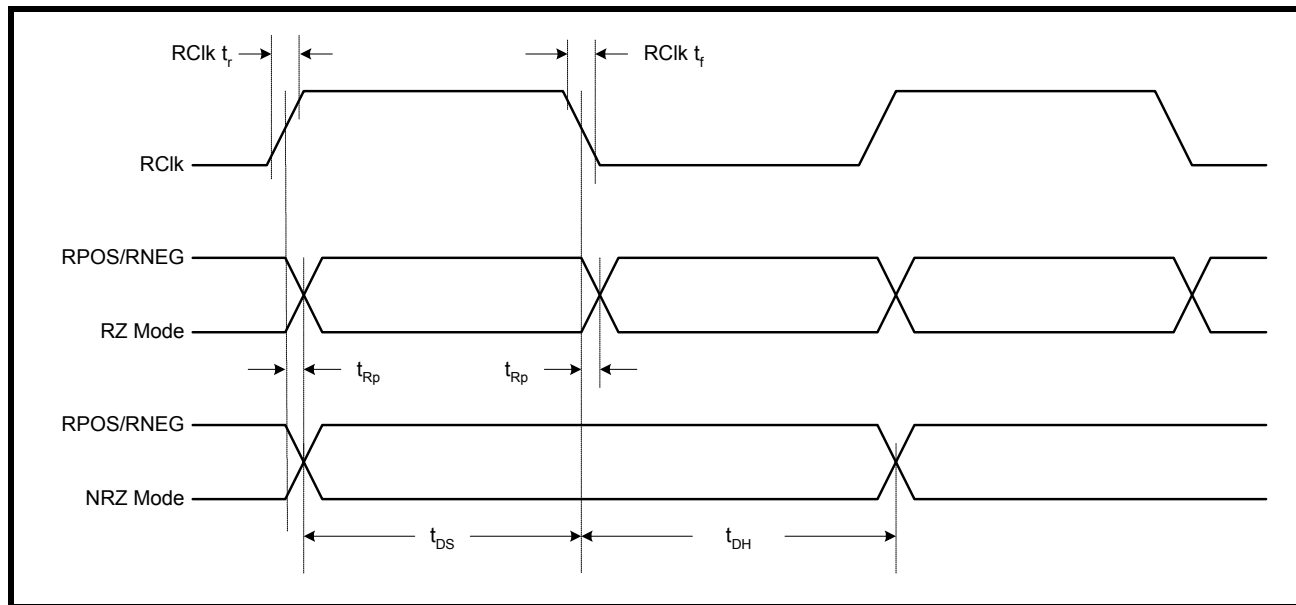 RClk tr
RClk tf
RClk
RPOS/RNEG
RZ Mode
tRp
tRp
RPOS/RNEG
NRZ Mode
tDS
tDH